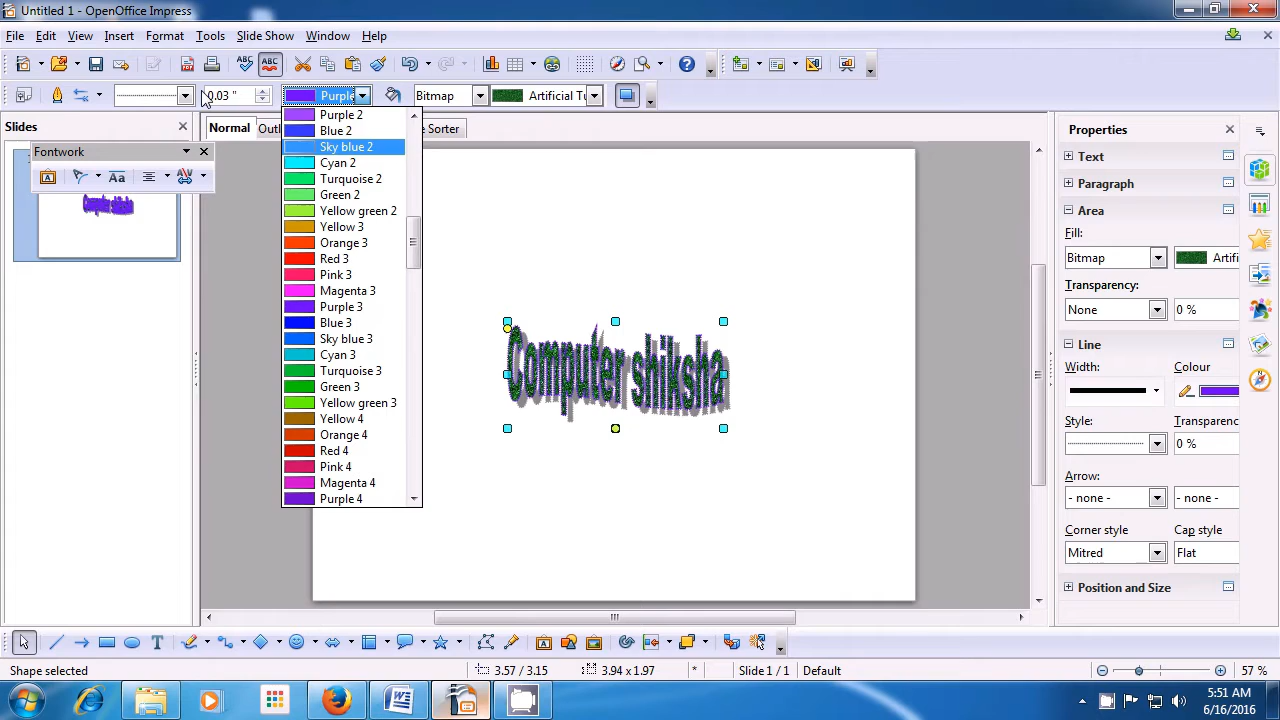 Untitled 1 - OpenOffice Impress
File Edit View Insert Format Tools Slide Show Window Help
0.03 " Purple Bitmap Artificial Tu
Slides
Normal Outl e Sorter
Properties
Fontwork
Purple 2
Blue 2
Sky blue 2
Cyan 2
Turquoise 2
Green 2
Yellow green 2
Yellow 3
Orange 3
Red 3
Pink 3
Magenta 3
Purple 3
Blue 3
Sky blue 3
Cyan 3
Turquoise 3
Green 3
Yellow green 3
Yellow 4
Orange 4
Red 4
Pink 4
Magenta 4
Purple 4
Computer shiksha
Computer shiksha
Text
Paragraph
Area
Fill:
Bitmap Artifi
Transparency:
None 0 %
Line
Width: Colour
Style: Transparenc
0 %
Arrow:
- none - - none -
Corner style Cap style
Mitred Flat
Position and Size
Shape selected 3.57 / 3.15 3.94 x 1.97 * Slide 1 / 1 Default 57 %
5:51 AM
6/16/2016